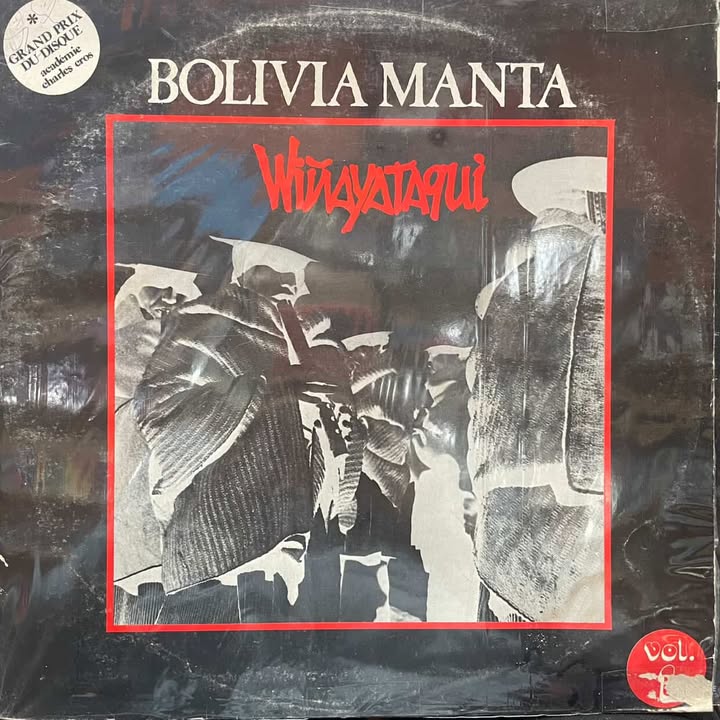 *
GRAND PRIX
DU DISQUE
académie
charles cros
BOLIVIA MANTA
Wiñayataqui
VOL.